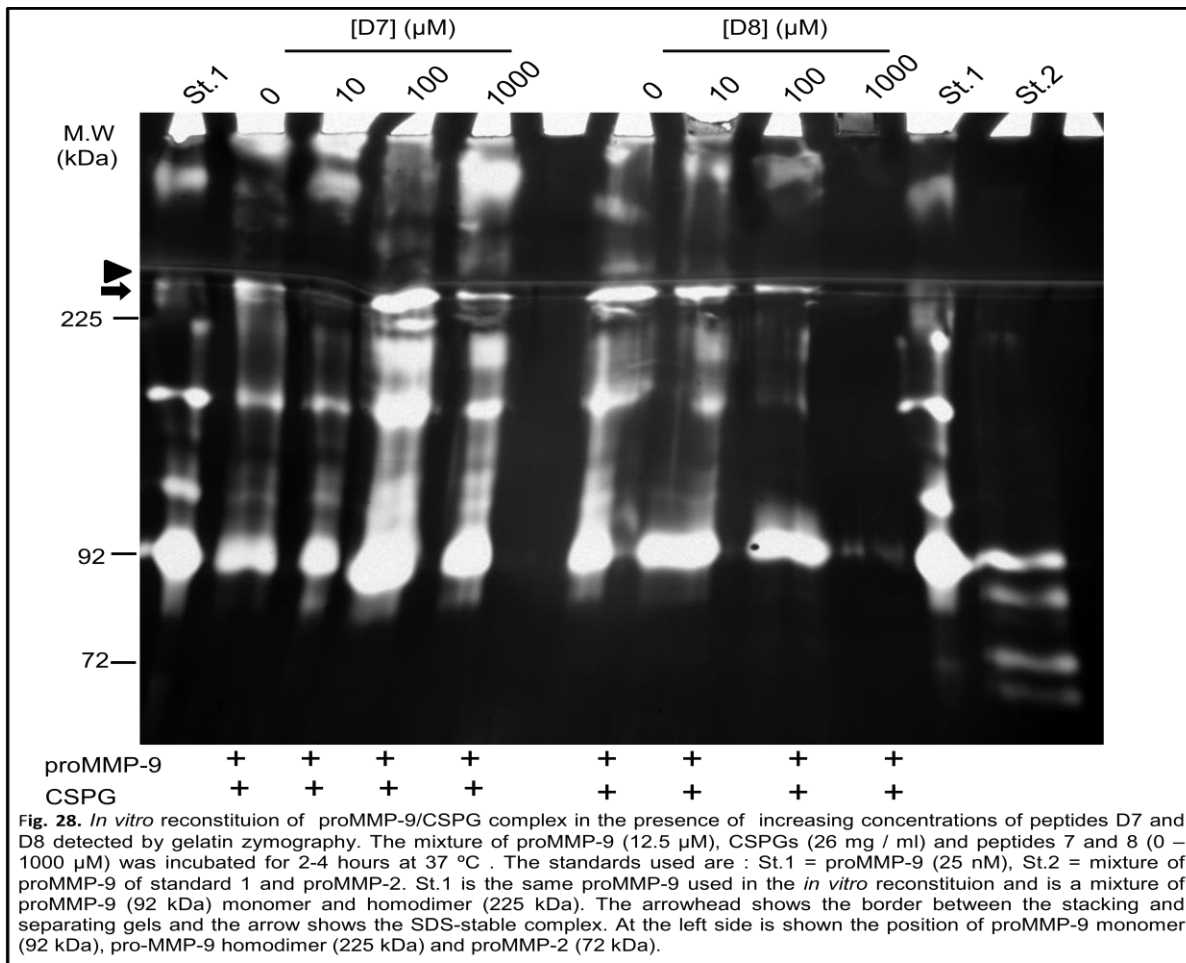 [D7] (µM)
[D8] (µM)
St.1 0 10 100 1000 0 10 100 1000 St.1 St.2
M.W
(kDa)
225
92
72
proMMP-9 + + + + + + + +
CSPG + + + + + + + +
Fig. 28. In vitro reconstituion of proMMP-9/CSPG complex in the presence of increasing concentrations of peptides D7 and
D8 detected by gelatin zymography. The mixture of proMMP-9 (12.5 µM), CSPGs (26 mg / ml) and peptides 7 and 8 (0 –
1000 µM) was incubated for 2-4 hours at 37 ºC . The standards used are : St.1 = proMMP-9 (25 nM), St.2 = mixture of
proMMP-9 of standard 1 and proMMP-2. St.1 is the same proMMP-9 used in the in vitro reconstituion and is a mixture of
proMMP-9 (92 kDa) monomer and homodimer (225 kDa). The arrowhead shows the border between the stacking and
separating gels and the arrow shows the SDS-stable complex. At the left side is shown the position of proMMP-9 monomer
(92 kDa), pro-MMP-9 homodimer (225 kDa) and proMMP-2 (72 kDa).